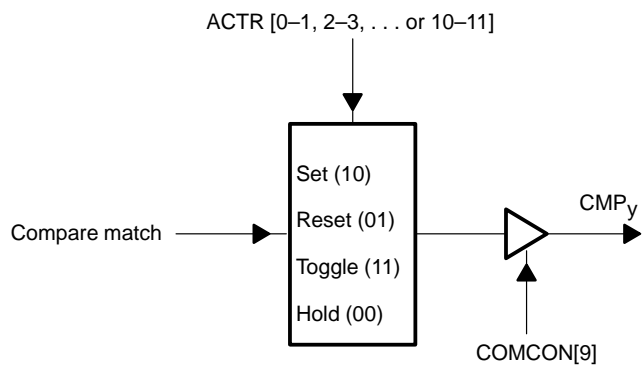 ACTR [0–1, 2–3, . . . or 10–11]
Set (10)
Reset (01)
Toggle (11)
Hold (00)
Compare match
CMPy
COMCON[9]